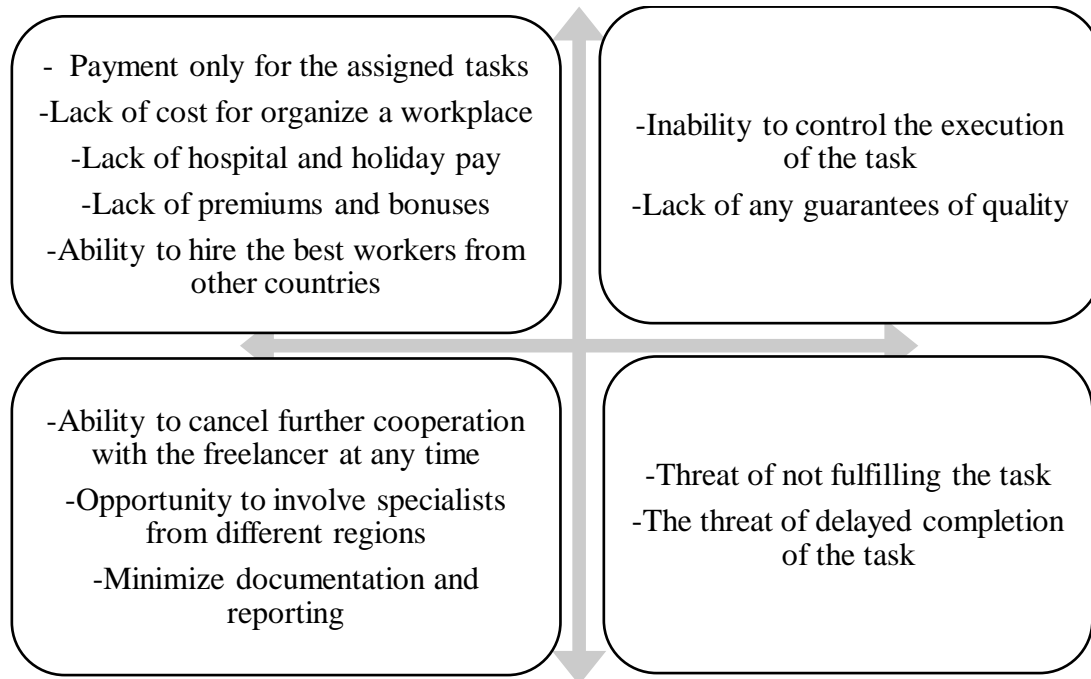 - Payment only for the assigned tasks
-Lack of cost for organize a workplace
-Lack of hospital and holiday pay
-Lack of premiums and bonuses
-Ability to hire the best workers from
other countries
-Inability to control the execution
of the task
-Lack of any guarantees of quality
-Ability to cancel further cooperation
with the freelancer at any time
-Opportunity to involve specialists
from different regions
-Minimize documentation and
reporting
-Threat of not fulfilling the task
-The threat of delayed completion
of the task